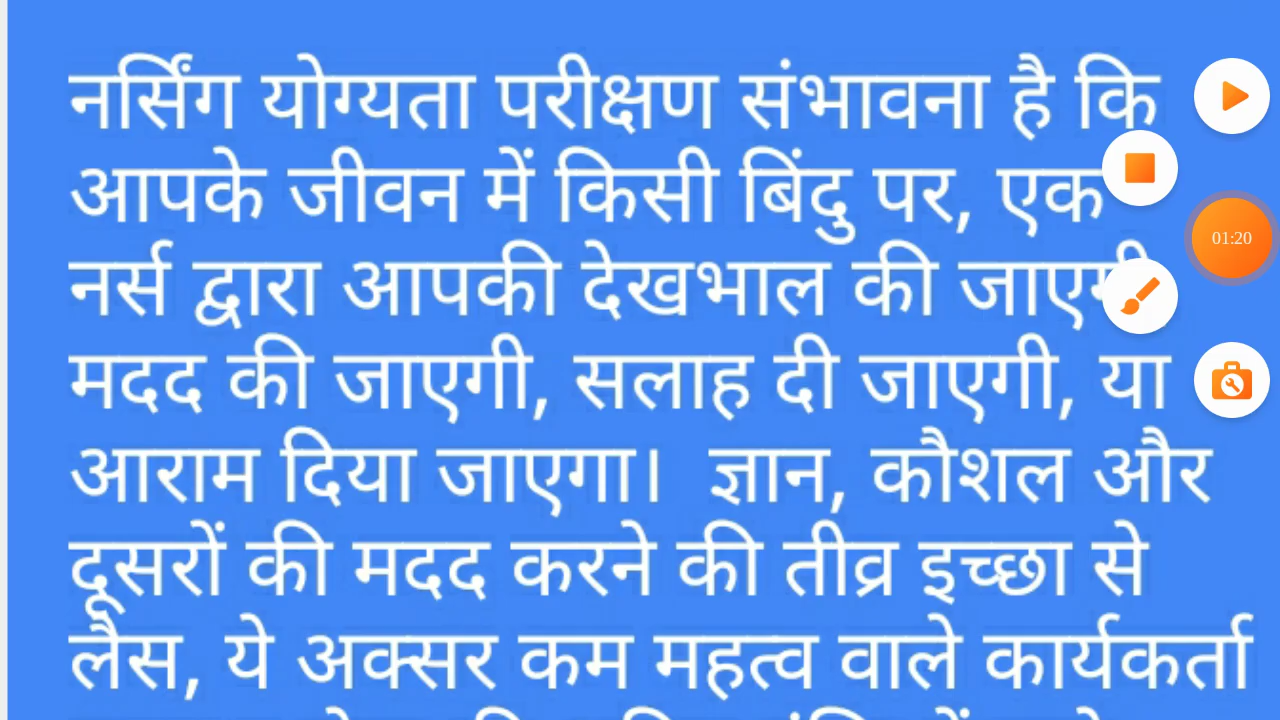 नर्सिंग योग्यता परीक्षण संभावना है कि
आपके जीवन में किसी बिंदु पर, एक
नर्स द्वारा आपकी देखभाल की
मदद की जाएगी, सलाह दी जाएगी, या
आराम दिया जाएगा। ज्ञान, कौशल और
दूसरों की मदद करने की तीव्र इच्छा से
लैस, ये अक्सर कम महत्व वाले कार्यकर्ता
01:20